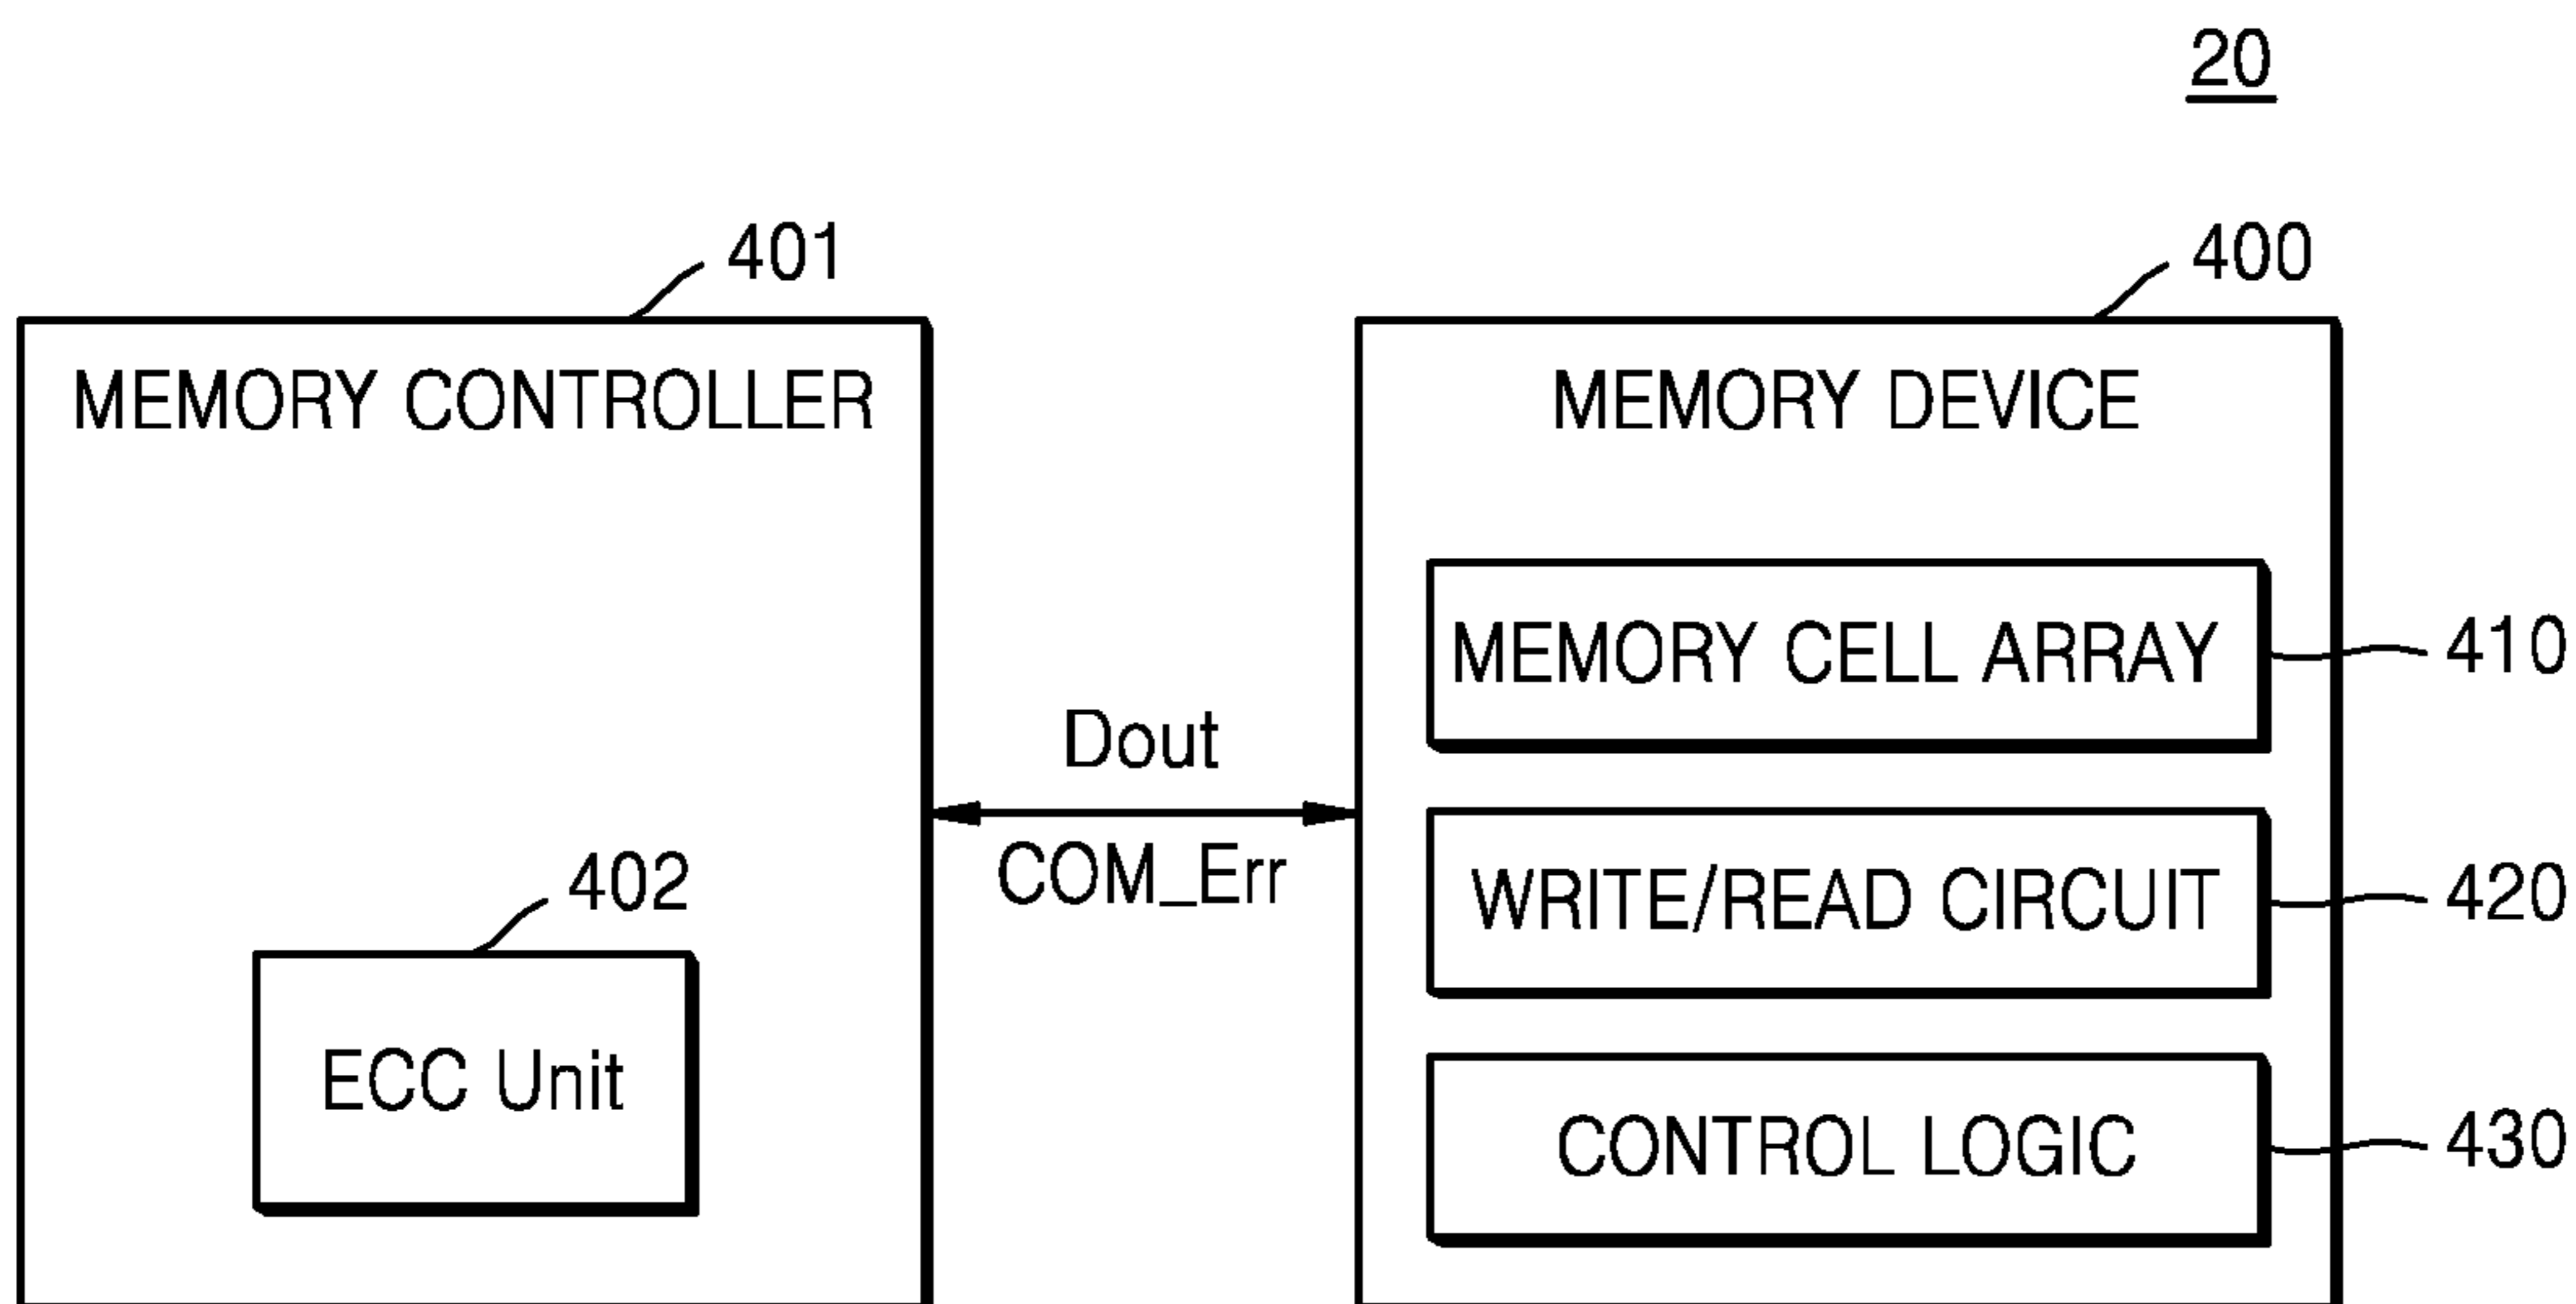 20
401
400
MEMORY CONTROLLER
MEMORY DEVICE
MEMORY CELL ARRAY
410
Dout
COM_Err
WRITE/READ CIRCUIT
420
402
ECC Unit
CONTROL LOGIC
430